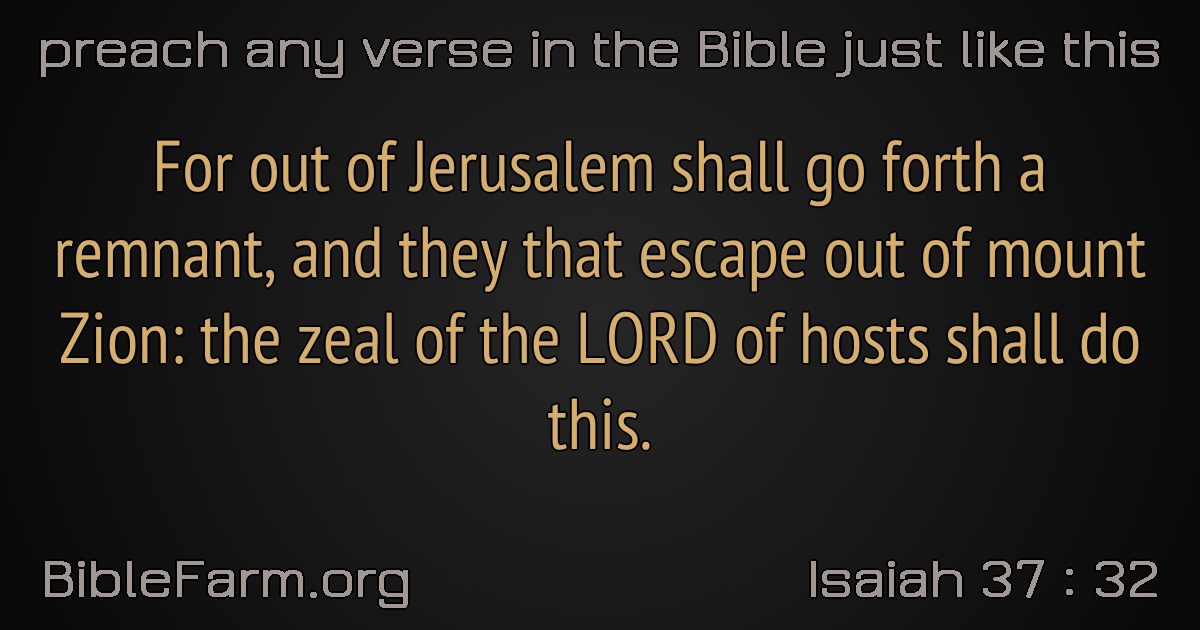 preach any verse in the Bible just like this
For out of Jerusalem shall go forth a
remnant, and they that escape out of mount
Zion: the zeal of the LORD of hosts shall do
this.
BibleFarm.org
Isaiah 37 : 32